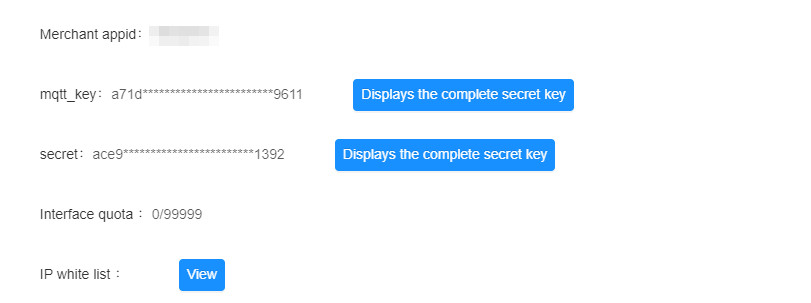 Merchant appid：
mqtt_key：a71d************************9611 Displays the complete secret key
secret：ace9************************1392 Displays the complete secret key
Interface quota ：0/99999
IP white list ： View